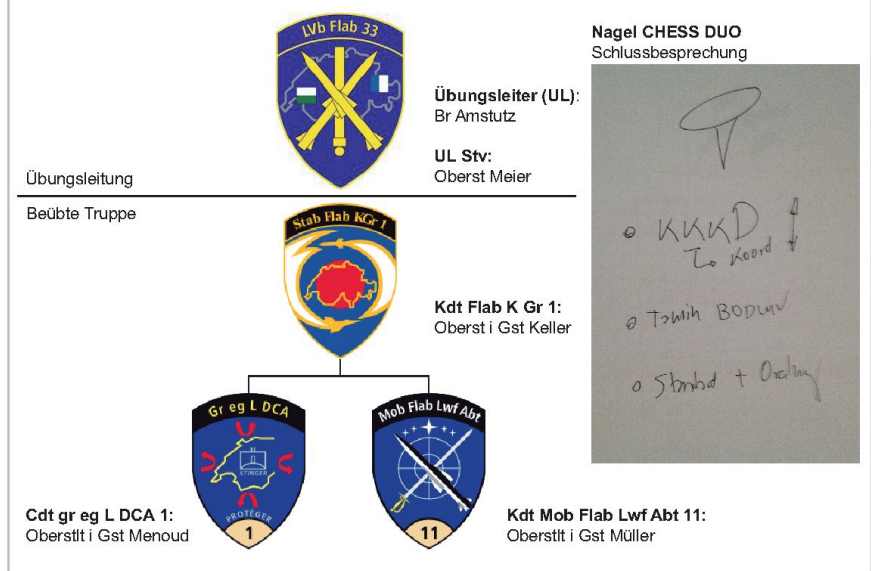 LVb Flab 33
Übungsleiter (UL):
Br Amstutz
UL Stv:
Oberst Meier
Übungsleitung
Beübte Truppe
Stab Flab KGr 1
Kdt Flab K Gr 1:
Oberst i Gst Keller
Gr eg L DCA
STINGER
PROTÉGER
1
Cdt gr eg L DCA 1:
Oberstlt i Gst Menoud
Mob Flab Lwf Abt
11
Kdt Mob Flab Lwf Abt 11:
Oberstlt i Gst Müller
Nagel CHESS DUO
Schlussbesprechung
KKKD
Koord